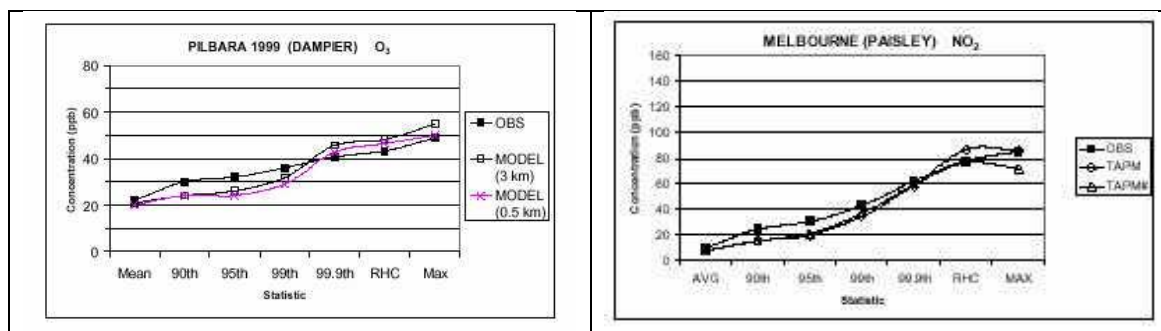 PILBARA 1999 (DAMPIER) O₃
Concentration (ppb)
80
60
40
20
0
Mean 90th 95th 99th 99.9th RHC Max
Statistic
OBS
MODEL
(3 km)
MODEL
(0.5 km)
MELBOURNE (PAISLEY) NO₂
Concentration (ppb)
160
140
120
100
80
60
40
20
0
AVG 90th 95th 99th 99.9th RHC MAX
Statistic
OBS
TAPM
TAPM#